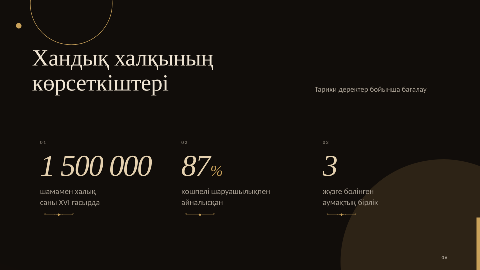 Хандық халқының
көрсеткіштері
Тарихи деректер бойынша бағалау
1 500 000
шамамен халық
саны XVI ғасырда
87%
көшпелі шаруашылықпен
айналысқан
3
жүзге бөлінген
аумақтық бірлік